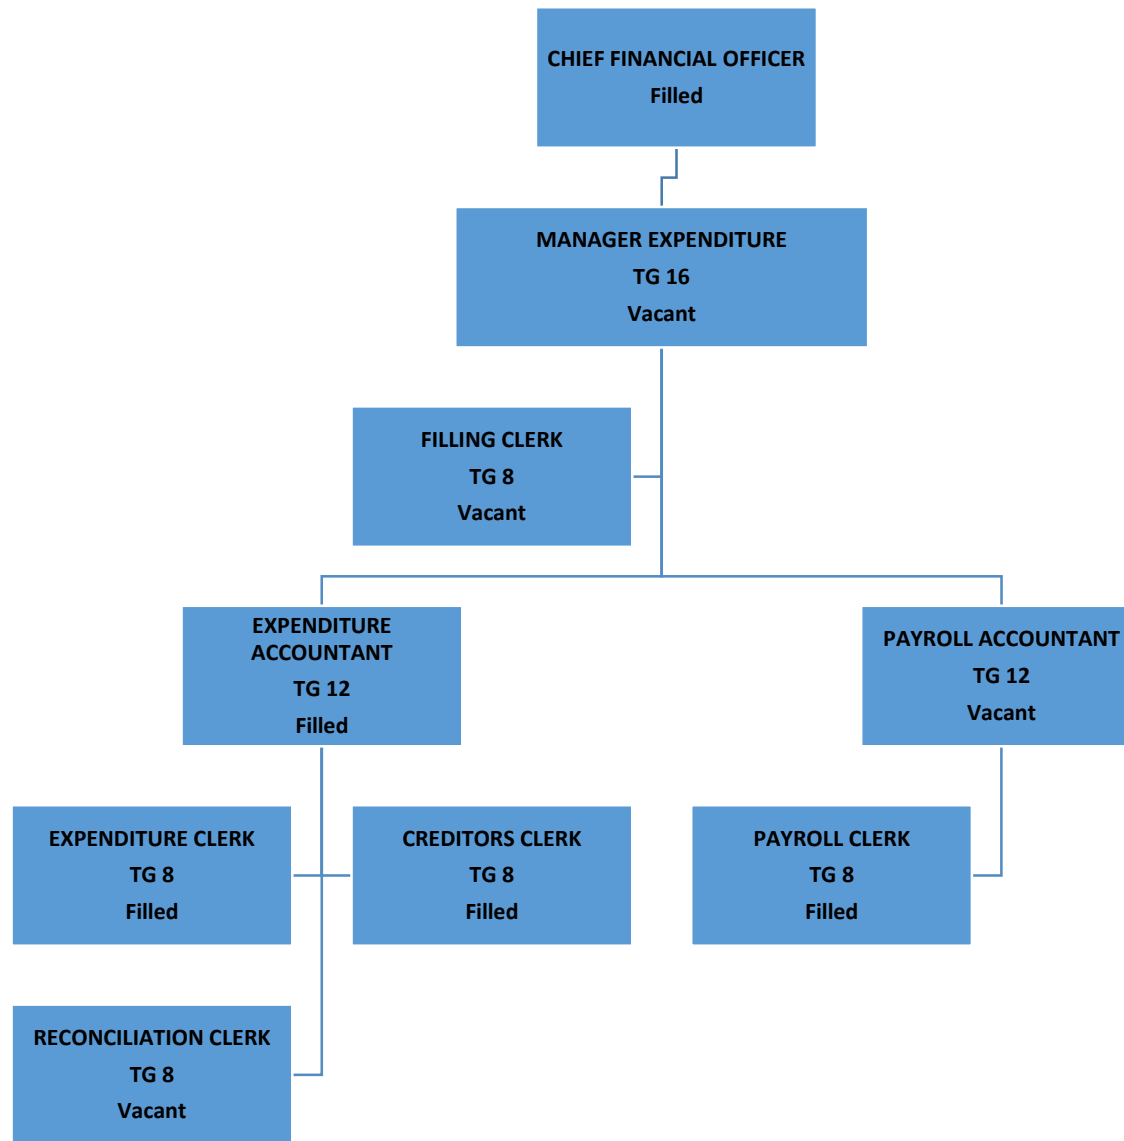 CHIEF FINANCIAL OFFICER
Filled
MANAGER EXPENDITURE
TG 16
Vacant
FILLING CLERK
TG 8
Vacant
EXPENDITURE
ACCOUNTANT
TG 12
Filled
PAYROLL ACCOUNTANT
TG 12
Vacant
EXPENDITURE CLERK
TG 8
Filled
CREDITORS CLERK
TG 8
Filled
PAYROLL CLERK
TG 8
Filled
RECONCILIATION CLERK
TG 8
Vacant